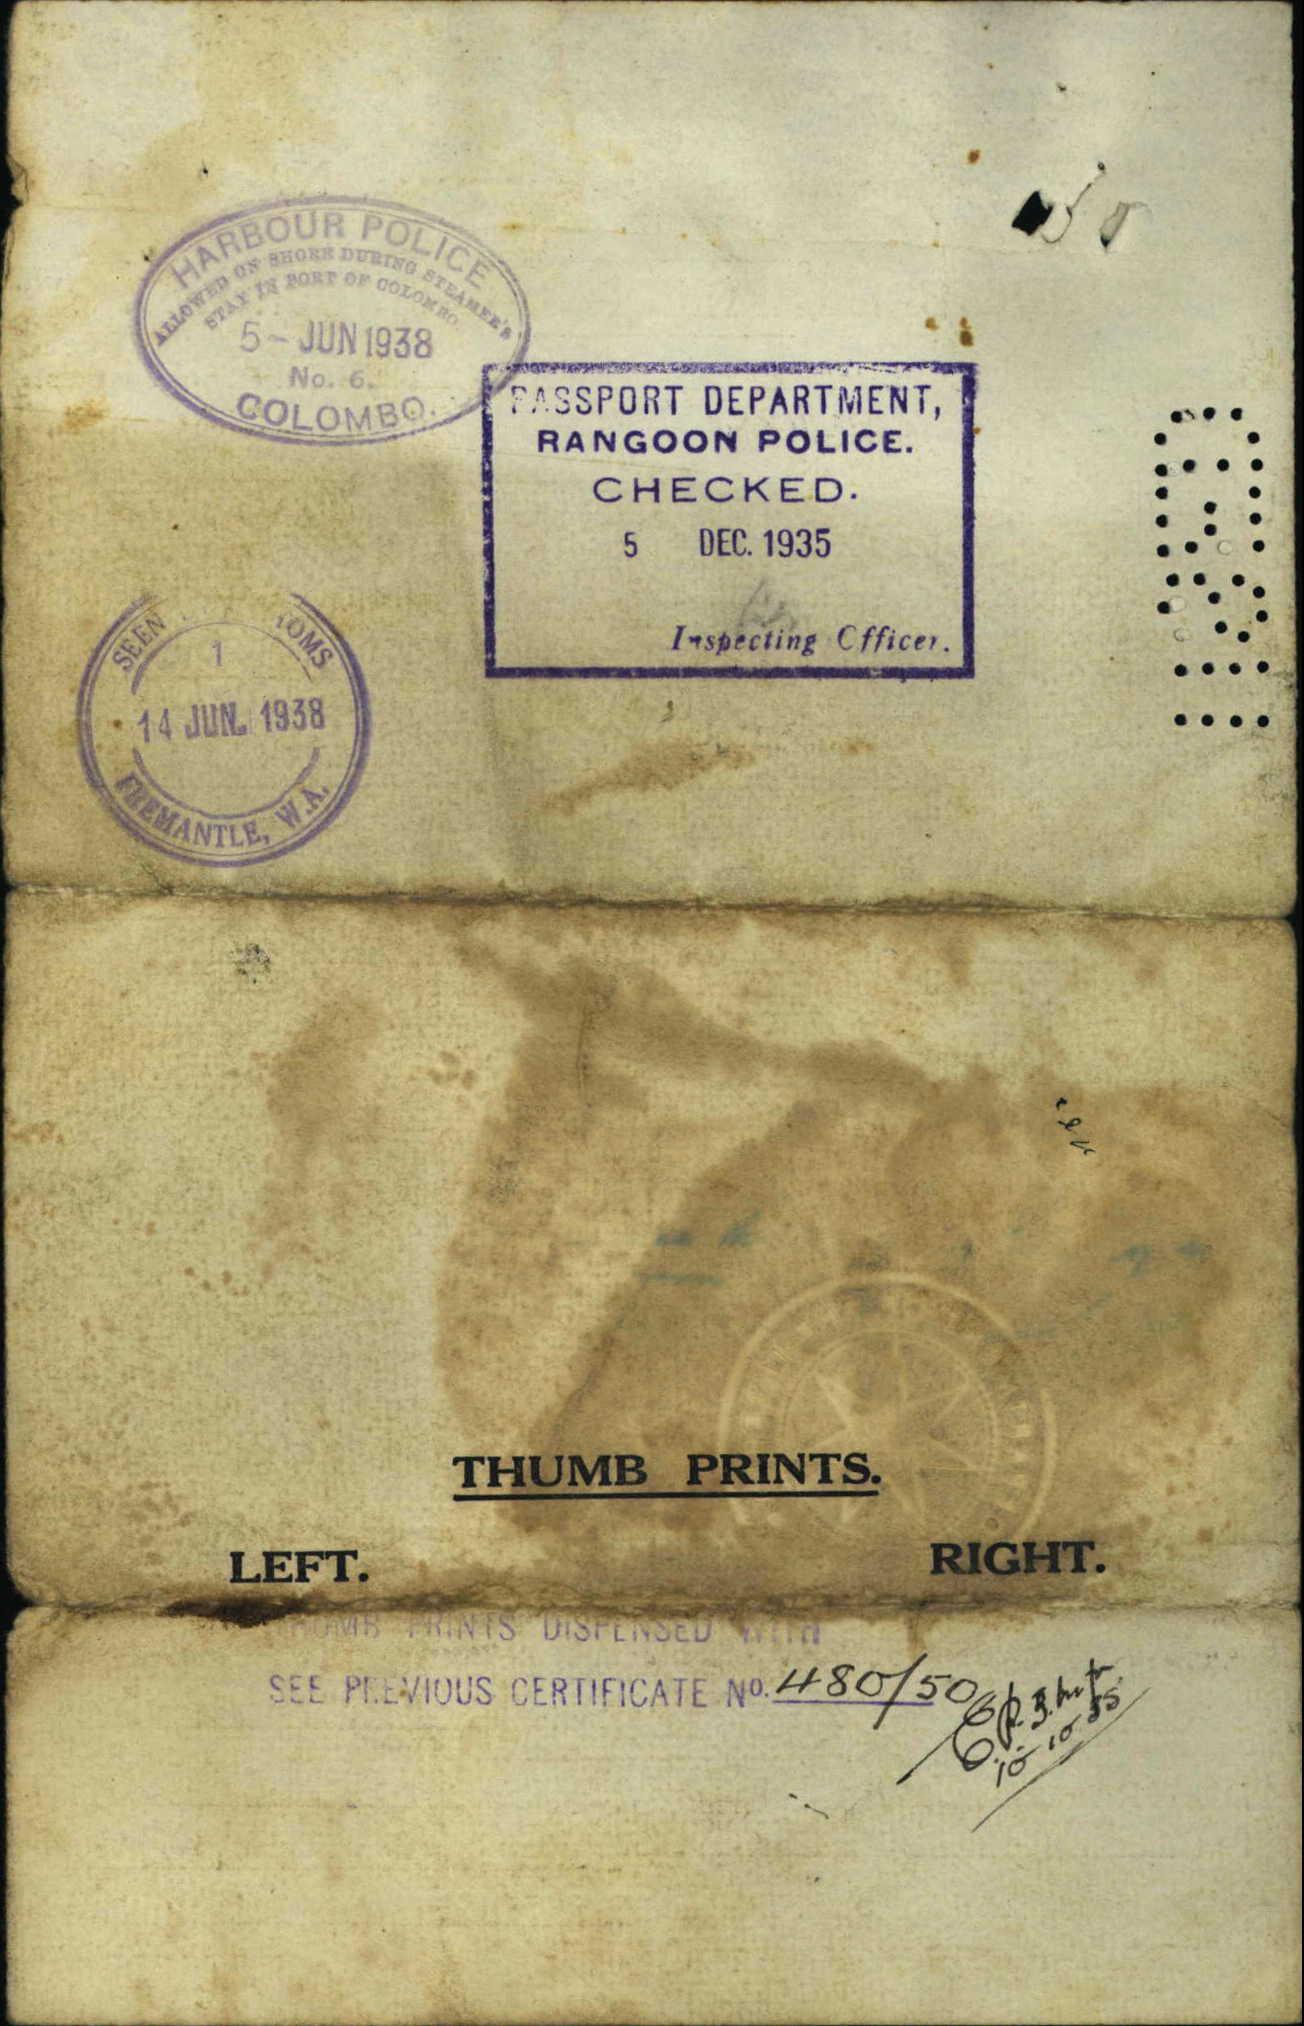 HARBOUR POLICE
ALLOWED ON SHORE DURING STEAMER'S
STAY IN PORT OF COLOMBO.
5 - JUN 1938
No. 6.
COLOMBO.
PASSPORT DEPARTMENT,
RANGOON POLICE.
CHECKED.
5 DEC. 1935
Inspecting Officer.
SEEN TOMS
1
14 JUN. 1938
FREMANTLE, W.A.
THUMB PRINTS.
LEFT. RIGHT.
THUMB PRINTS DISPENSED WITH
SEE PREVIOUS CERTIFICATE No. 480/50
10.10.35